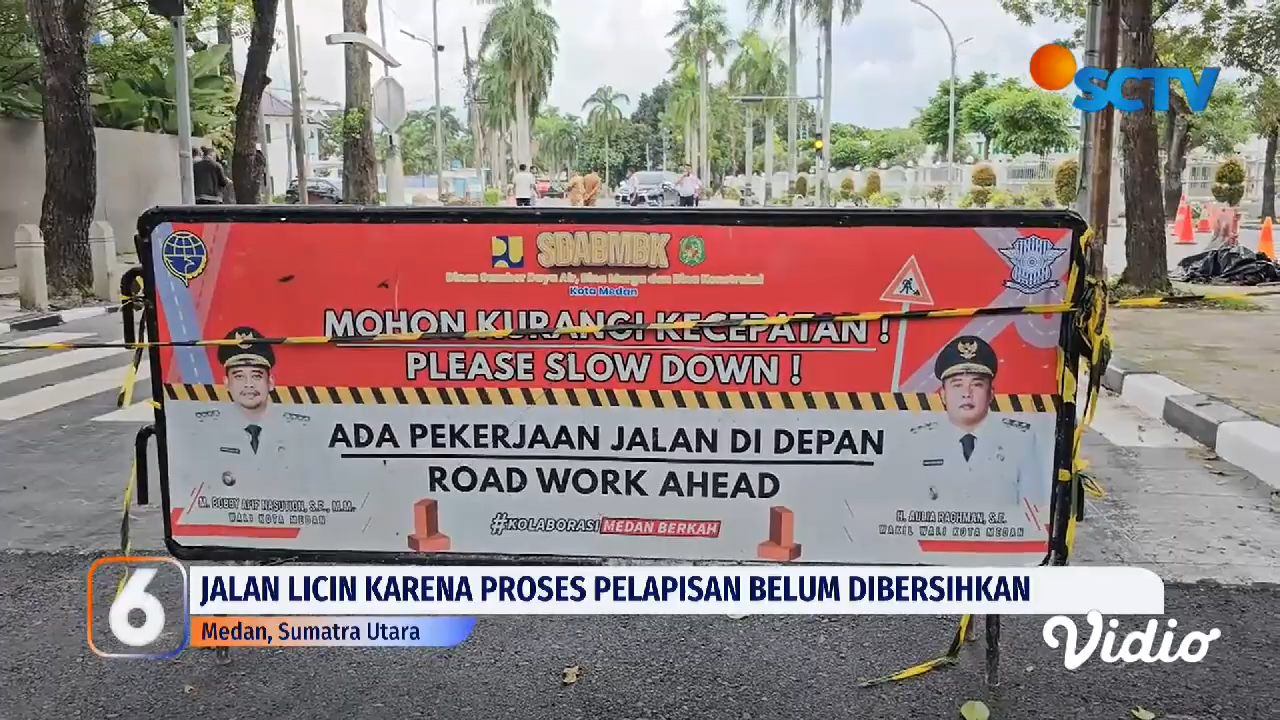 SCTV
SDABMBK
Dinas Sumber Daya Air, Bina Marga dan Bina Konstruksi
Kota Medan
MOHON KURANGI KECEPATAN !
PLEASE SLOW DOWN !
ADA PEKERJAAN JALAN DI DEPAN
ROAD WORK AHEAD
M. BOBBY AFIF NASUTION, S.E., M.M.
WALI KOTA MEDAN
H. AULIA RACHMAN, S.E.
WAKIL WALI KOTA MEDAN
#KOLABORASI MEDAN BERKAH
6
JALAN LICIN KARENA PROSES PELAPISAN BELUM DIBERSIHKAN
Medan, Sumatra Utara
Vidio